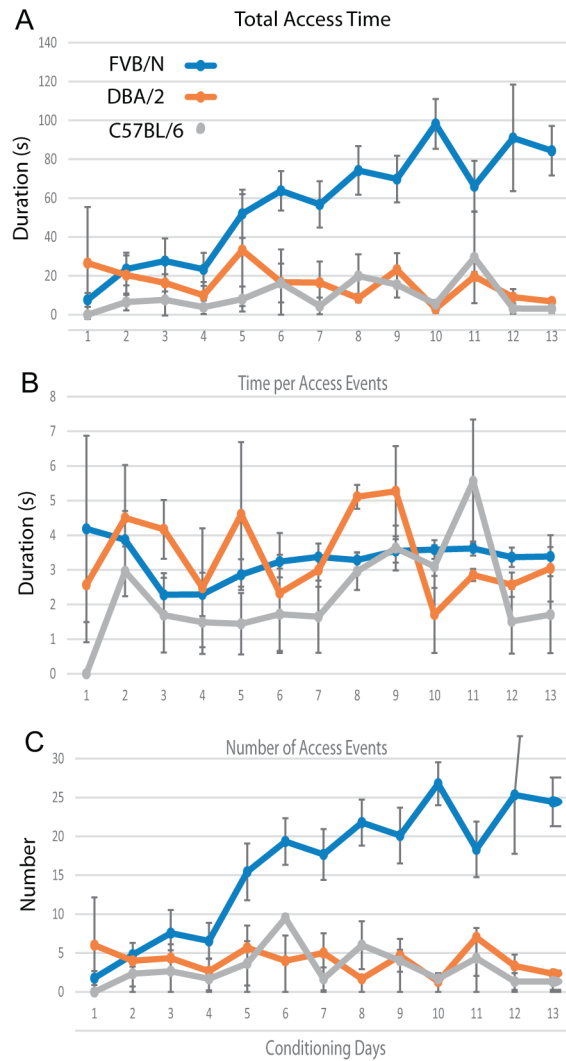 A
Total Access Time
140
120
100
80
60
40
20
0
Duration (s)
FVB/N
DBA/2
C57BL/6
1 2 3 4 5 6 7 8 9 10 11 12 13
B
Time per Access Events
8
7
6
5
4
3
2
1
0
Duration (s)
1 2 3 4 5 6 7 8 9 10 11 12 13
C
Number of Access Events
30
25
20
15
10
5
0
Number
1 2 3 4 5 6 7 8 9 10 11 12 13
Conditioning Days